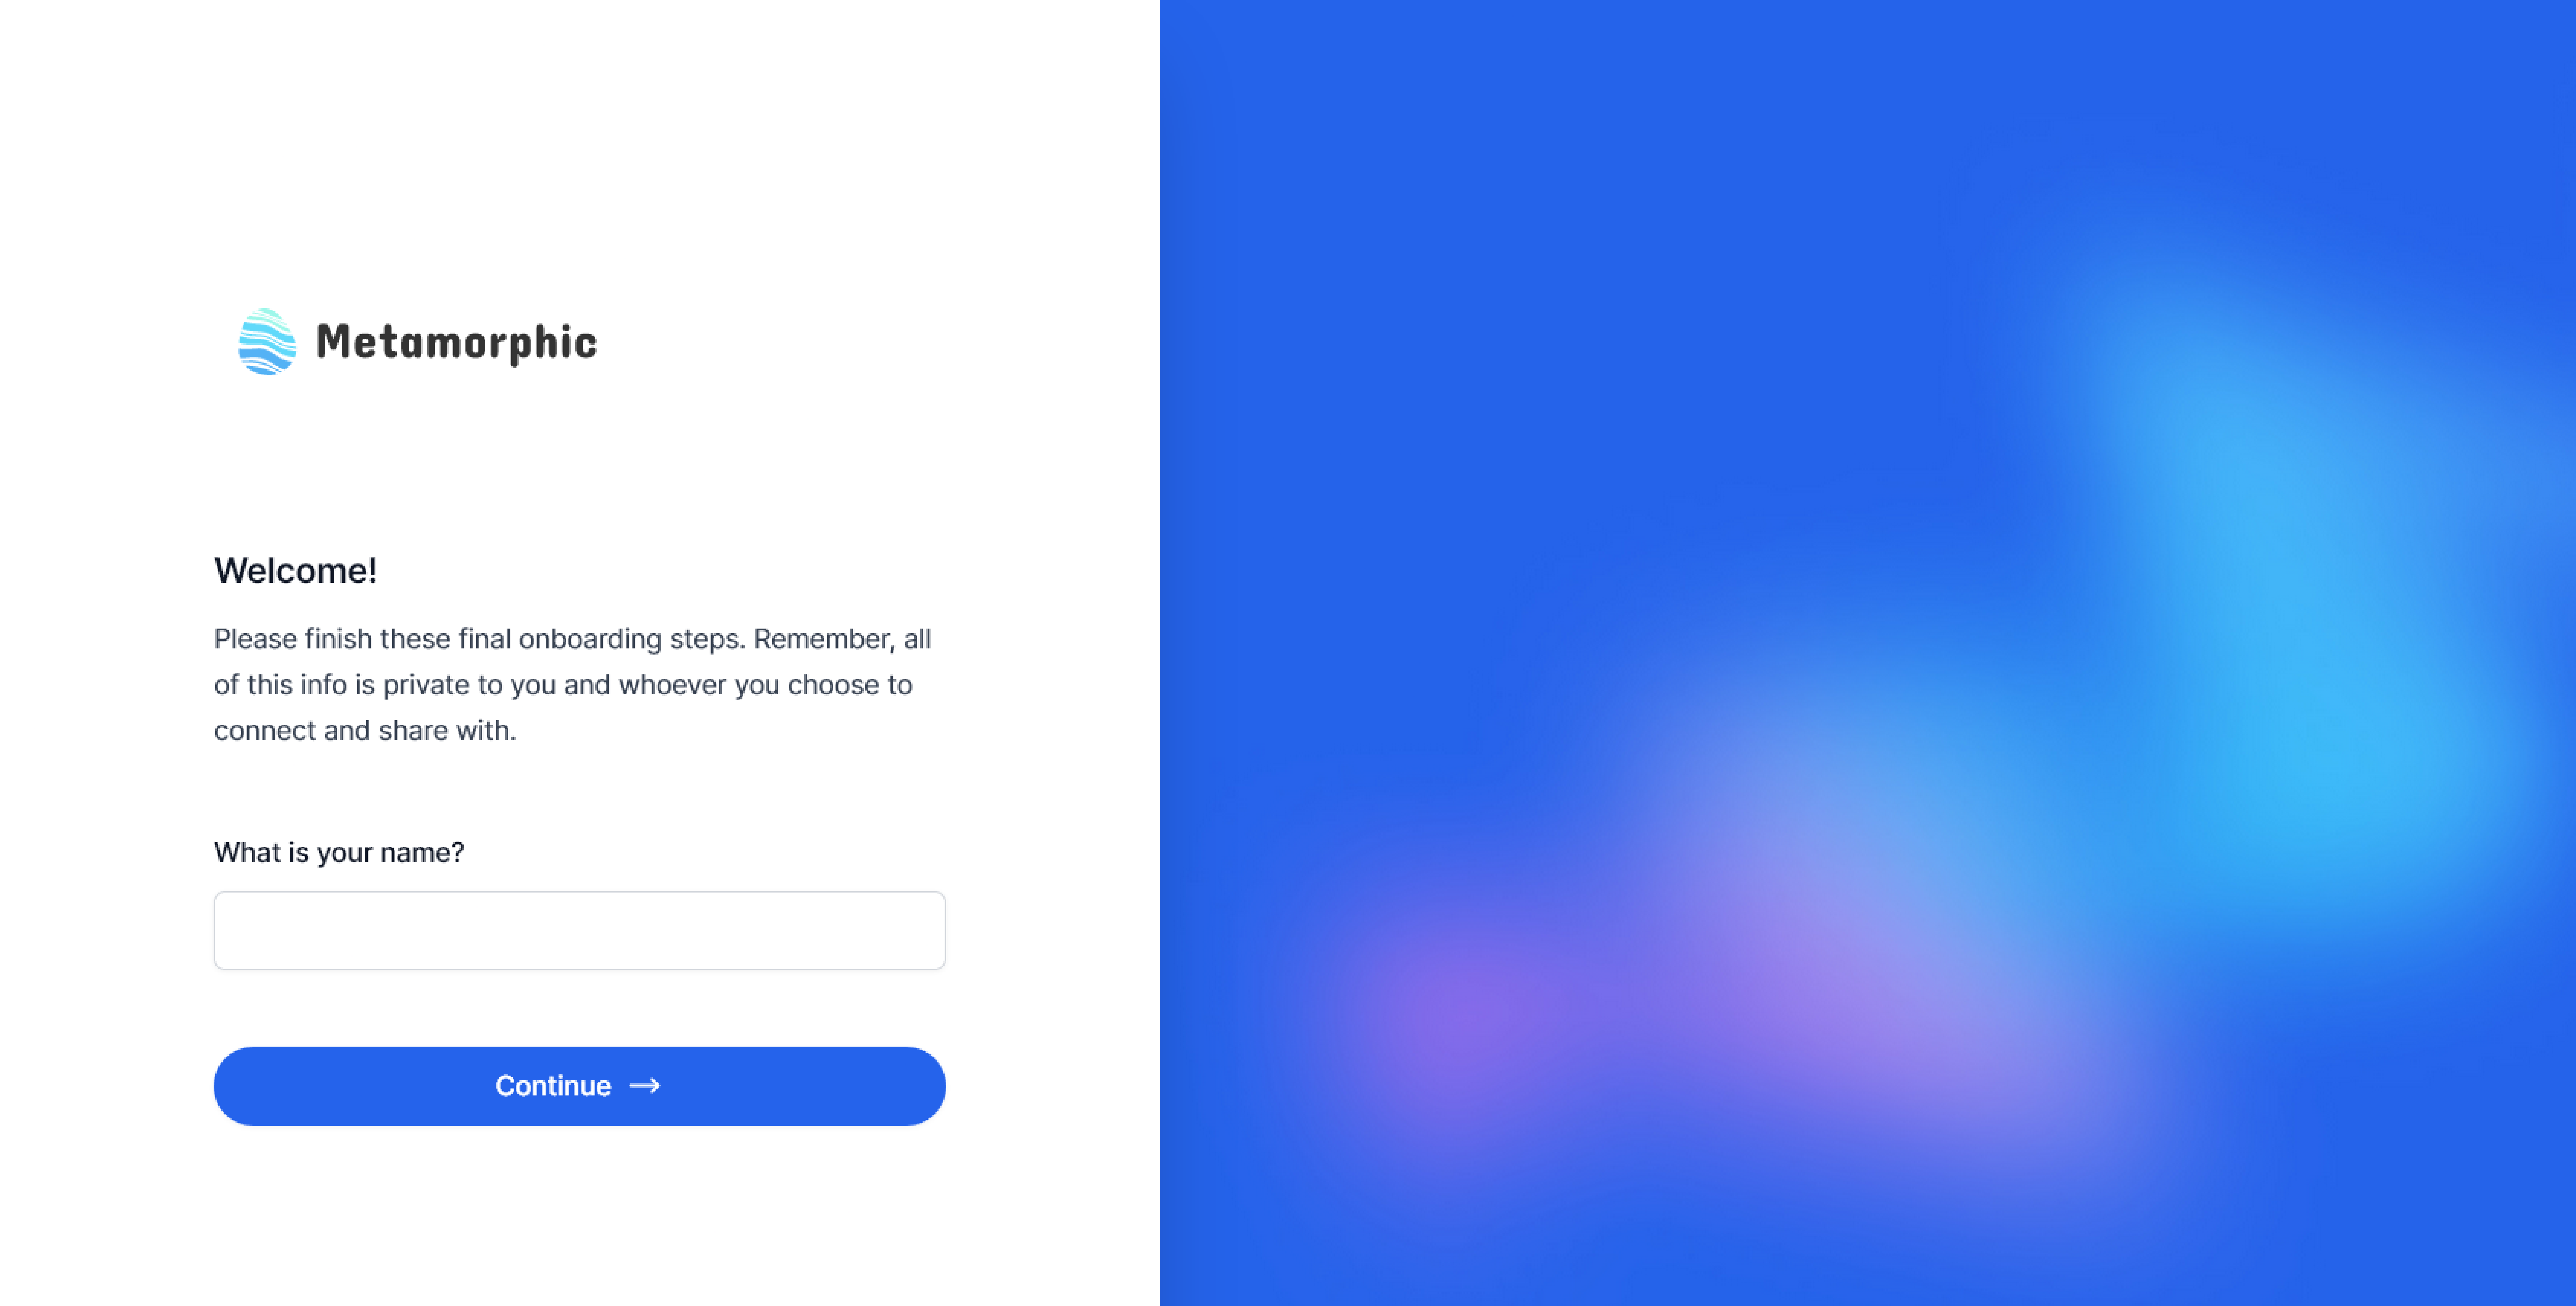 Metamorphic
Welcome!
Please finish these final onboarding steps. Remember, all
of this info is private to you and whoever you choose to
connect and share with.
What is your name?
Continue →